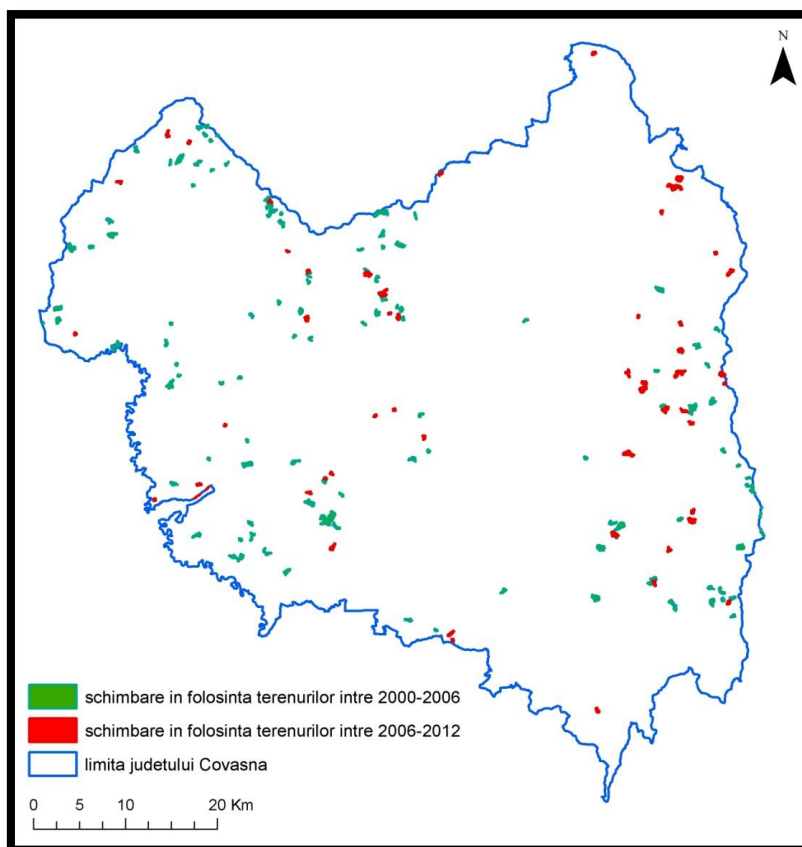 N
schimbare in folosinta terenurilor intre 2000-2006
schimbare in folosinta terenurilor intre 2006-2012
limita judetului Covasna
0 5 10 20 Km